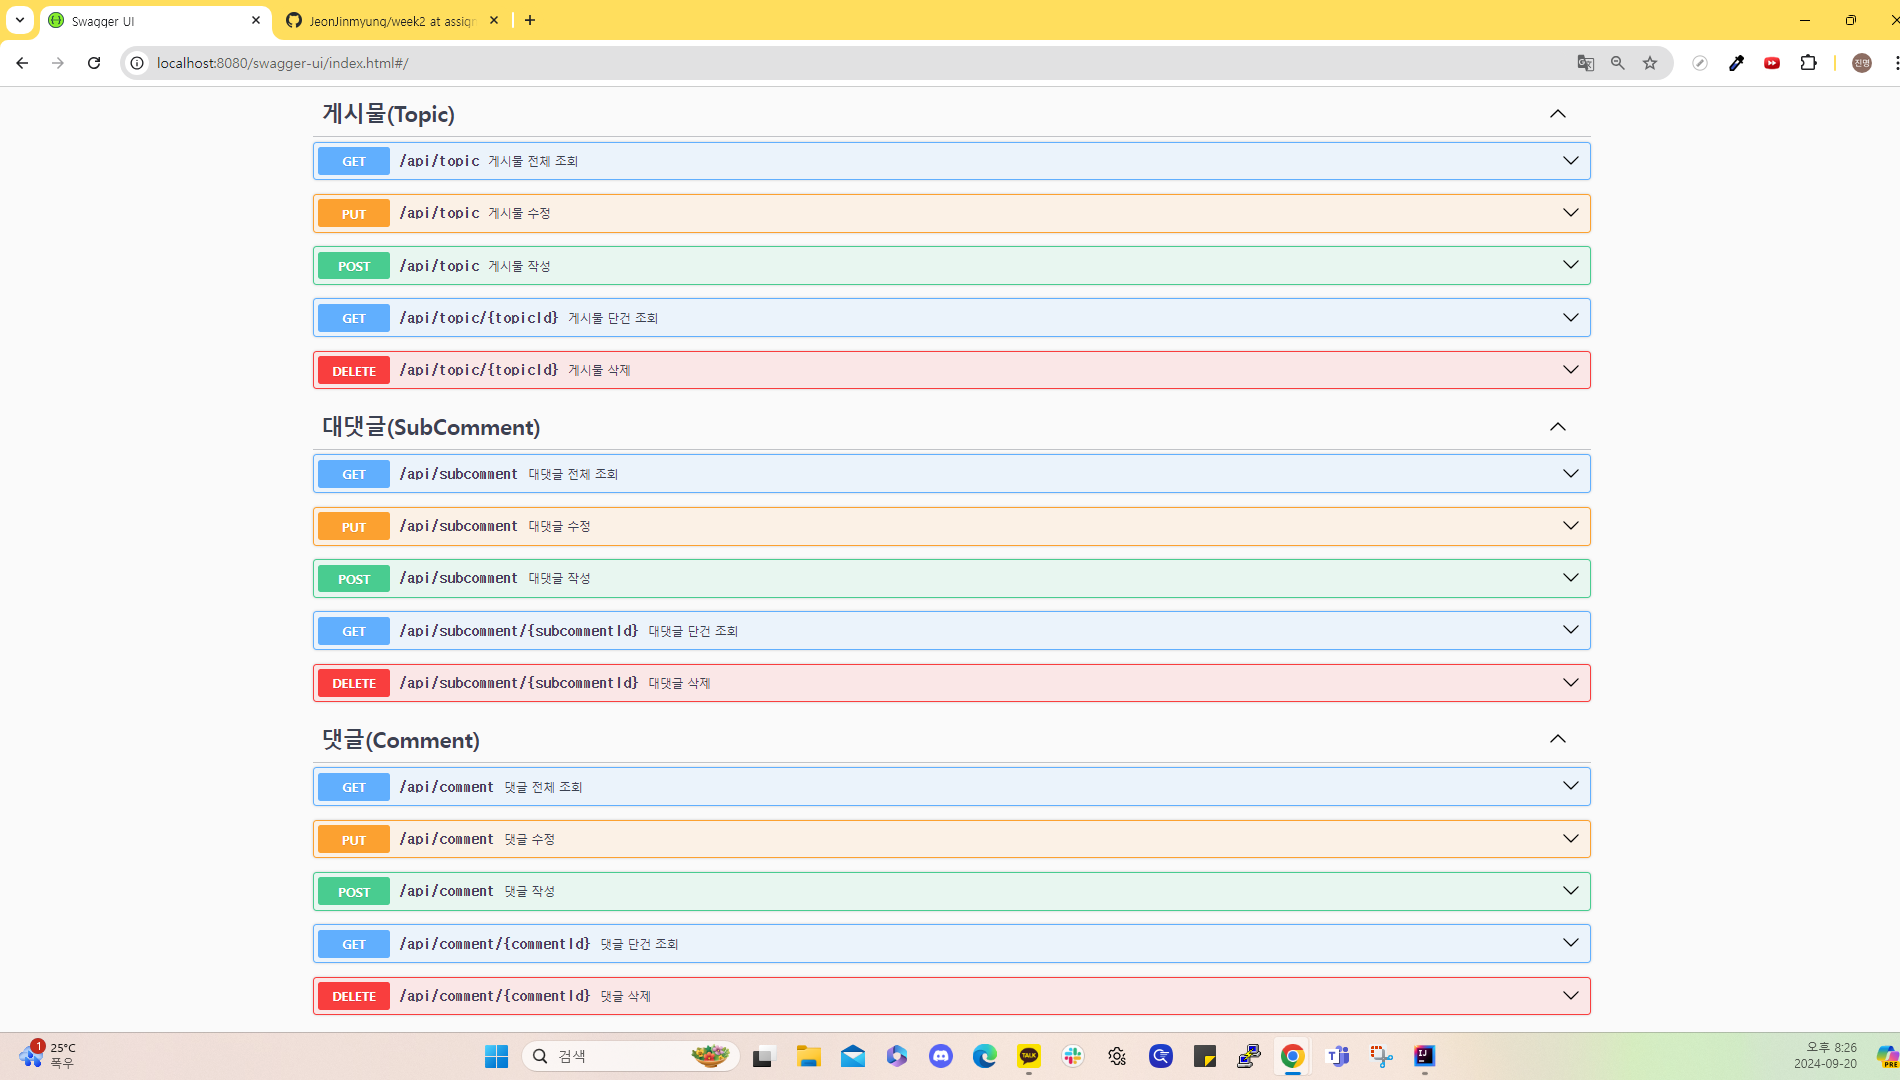 Swagger UI
JeonJinmyung/week2 at assign
localhost:8080/swagger-ui/index.html#/
진명
게시물(Topic)
GET /api/topic 게시물 전체 조회
PUT /api/topic 게시물 수정
POST /api/topic 게시물 작성
GET /api/topic/{topicId} 게시물 단건 조회
DELETE /api/topic/{topicId} 게시물 삭제
대댓글(SubComment)
GET /api/subcomment 대댓글 전체 조회
PUT /api/subcomment 대댓글 수정
POST /api/subcomment 대댓글 작성
GET /api/subcomment/{subcommentId} 대댓글 단건 조회
DELETE /api/subcomment/{subcommentId} 대댓글 삭제
댓글(Comment)
GET /api/comment 댓글 전체 조회
PUT /api/comment 댓글 수정
POST /api/comment 댓글 작성
GET /api/comment/{commentId} 댓글 단건 조회
DELETE /api/comment/{commentId} 댓글 삭제
1
25°C
폭우
검색
TALK
IJ
PRE
오후 8:26
2024-09-20